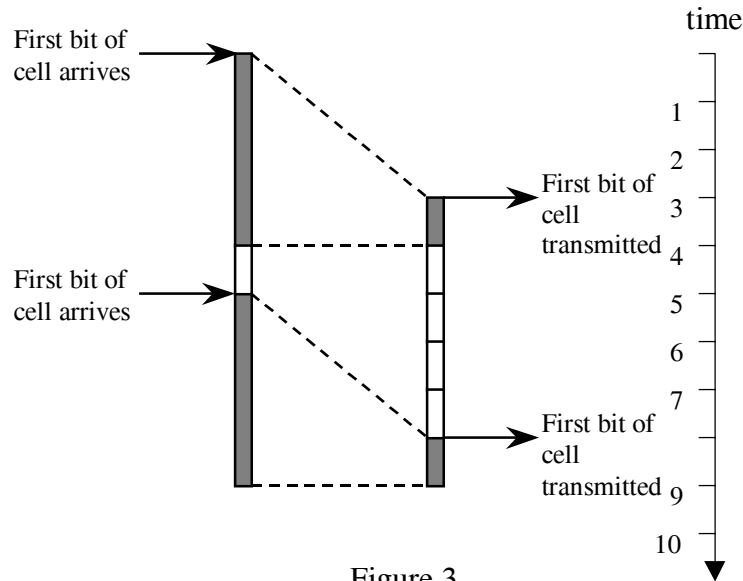 time
First bit of
cell arrives
1
2
First bit of
cell
transmitted
3
4
First bit of
cell arrives
5
6
7
First bit of
cell
transmitted
9
10
Figure 3